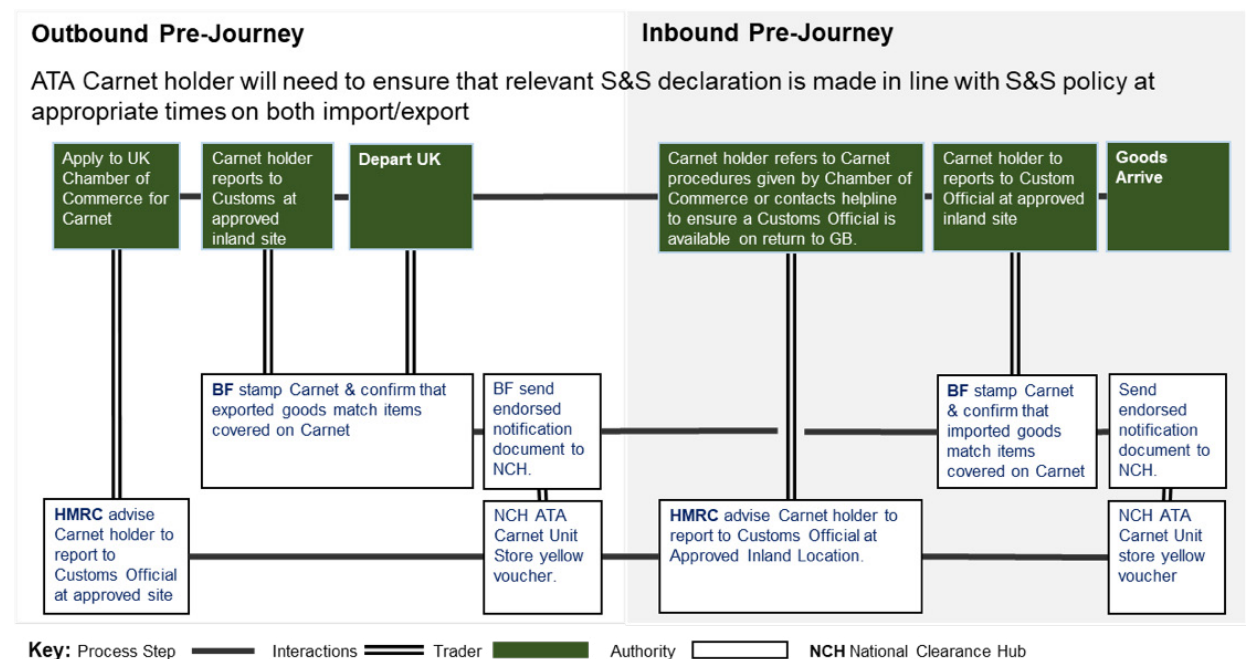 Outbound Pre-Journey
Inbound Pre-Journey
ATA Carnet holder will need to ensure that relevant S&S declaration is made in line with S&S policy at
appropriate times on both import/export
Apply to UK
Chamber of
Commerce for
Carnet
Carnet holder
reports to
Customs at
approved
inland site
Depart UK
Carnet holder refers to Carnet
procedures given by Chamber of
Commerce or contacts helpline
to ensure a Customs Official is
available on return to GB.
Carnet holder to
reports to Custom
Official at approved
inland site
Goods
Arrive
BF stamp Carnet & confirm that
exported goods match items
covered on Carnet
BF send
endorsed
notification
document to
NCH.
BF stamp Carnet
& confirm that
imported goods
match items
covered on Carnet
Send
endorsed
notification
document to
NCH.
HMRC advise
Carnet holder to
report to
Customs Official
at approved site
NCH ATA
Carnet Unit
Store yellow
voucher.
HMRC advise Carnet holder to
report to Customs Official at
Approved Inland Location.
NCH ATA
Carnet Unit
store yellow
voucher
Key: Process Step Interactions Trader Authority NCH National Clearance Hub